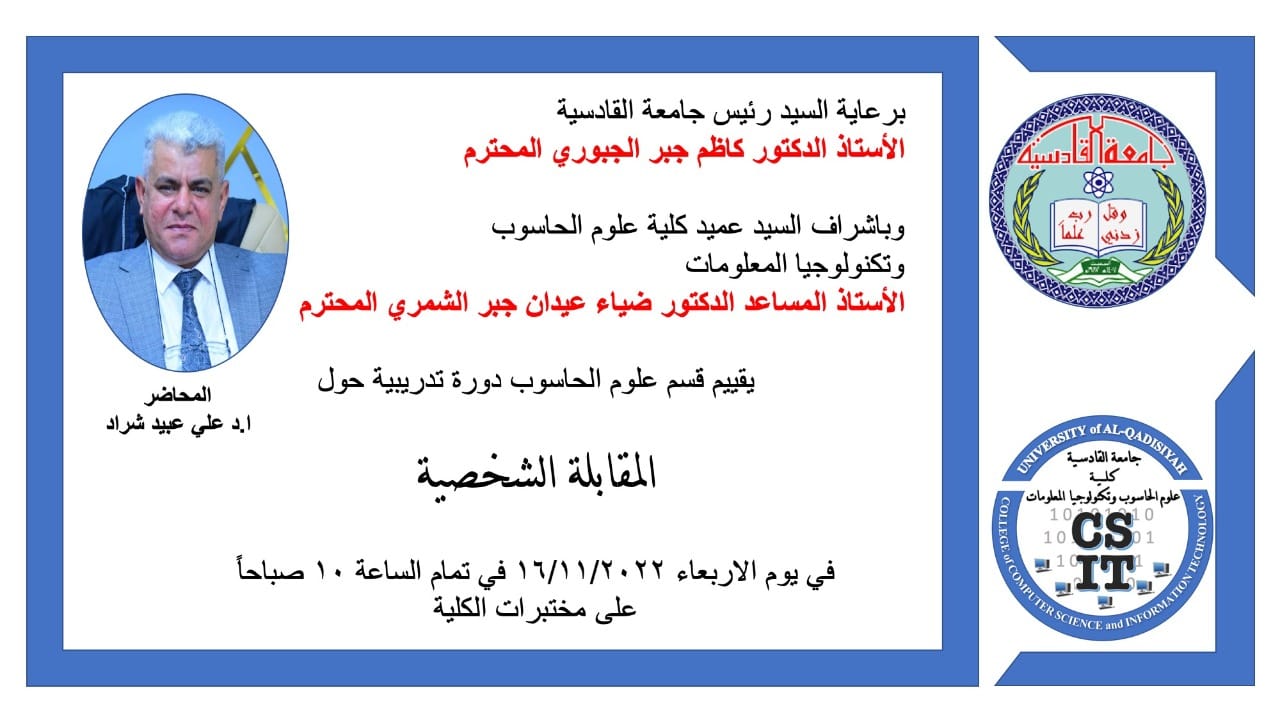 برعاية السيد رئيس جامعة القادسية
الأستاذ الدكتور كاظم جبر الجبوري المحترم
وباشراف السيد عميد كلية علوم الحاسوب
وتكنولوجيا المعلومات
الأستاذ المساعد الدكتور ضياء عيدان جبر الشمري المحترم
يقييم قسم علوم الحاسوب دورة تدريبية حول
المقابلة الشخصية
في يوم الاربعاء ١٦/١١/٢٠٢٢ في تمام الساعة ١٠ صباحاً
على مختبرات الكلية
المحاضر
ا.د علي عبيد شراد
جامعة القادسية
وقل رب
زدني علماً
UNIVERSITY of AL-QADISIYAH
جامعة القادسية
كلية
علوم الحاسوب وتكنولوجيا المعلومات
CS
IT
COLLEGE of COMPUTER SCIENCE and INFORMATION TECHNOLOGY